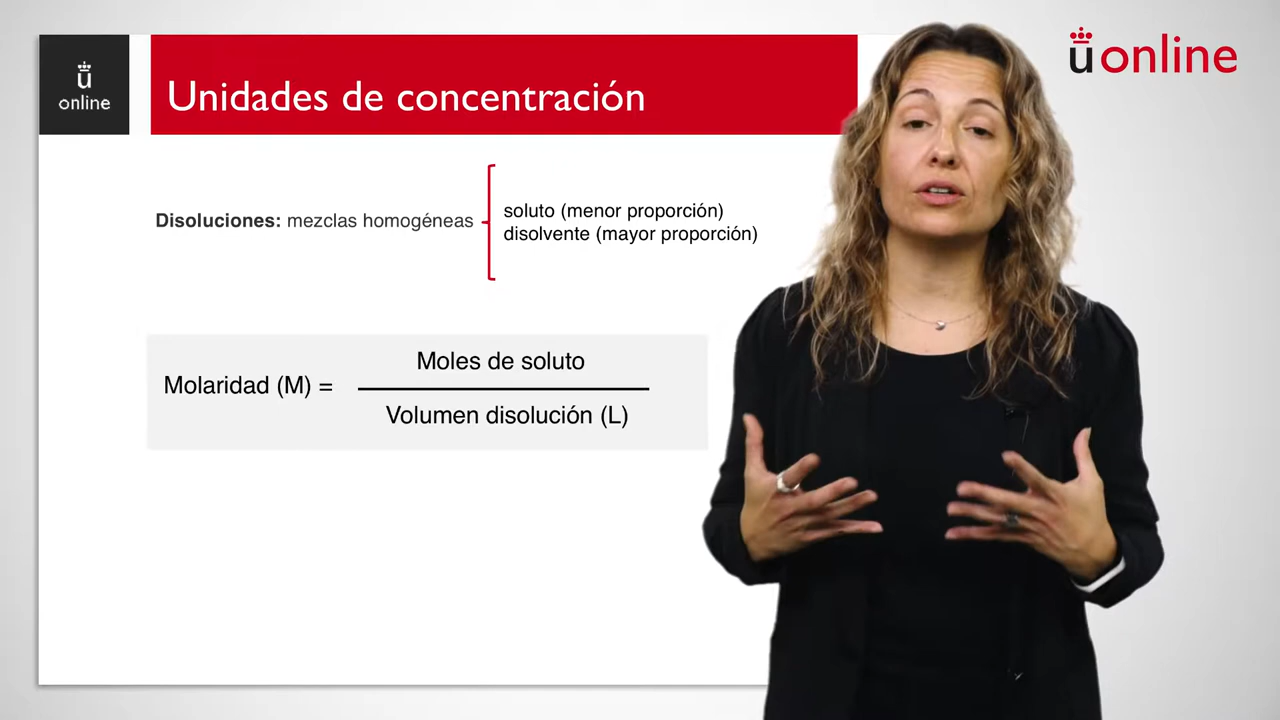 ü
online
Unidades de concentración
üonline
Disoluciones: mezclas homogéneas
soluto (menor proporción)
disolvente (mayor proporción)
Molaridad (M) =
Moles de soluto
Volumen disolución (L)